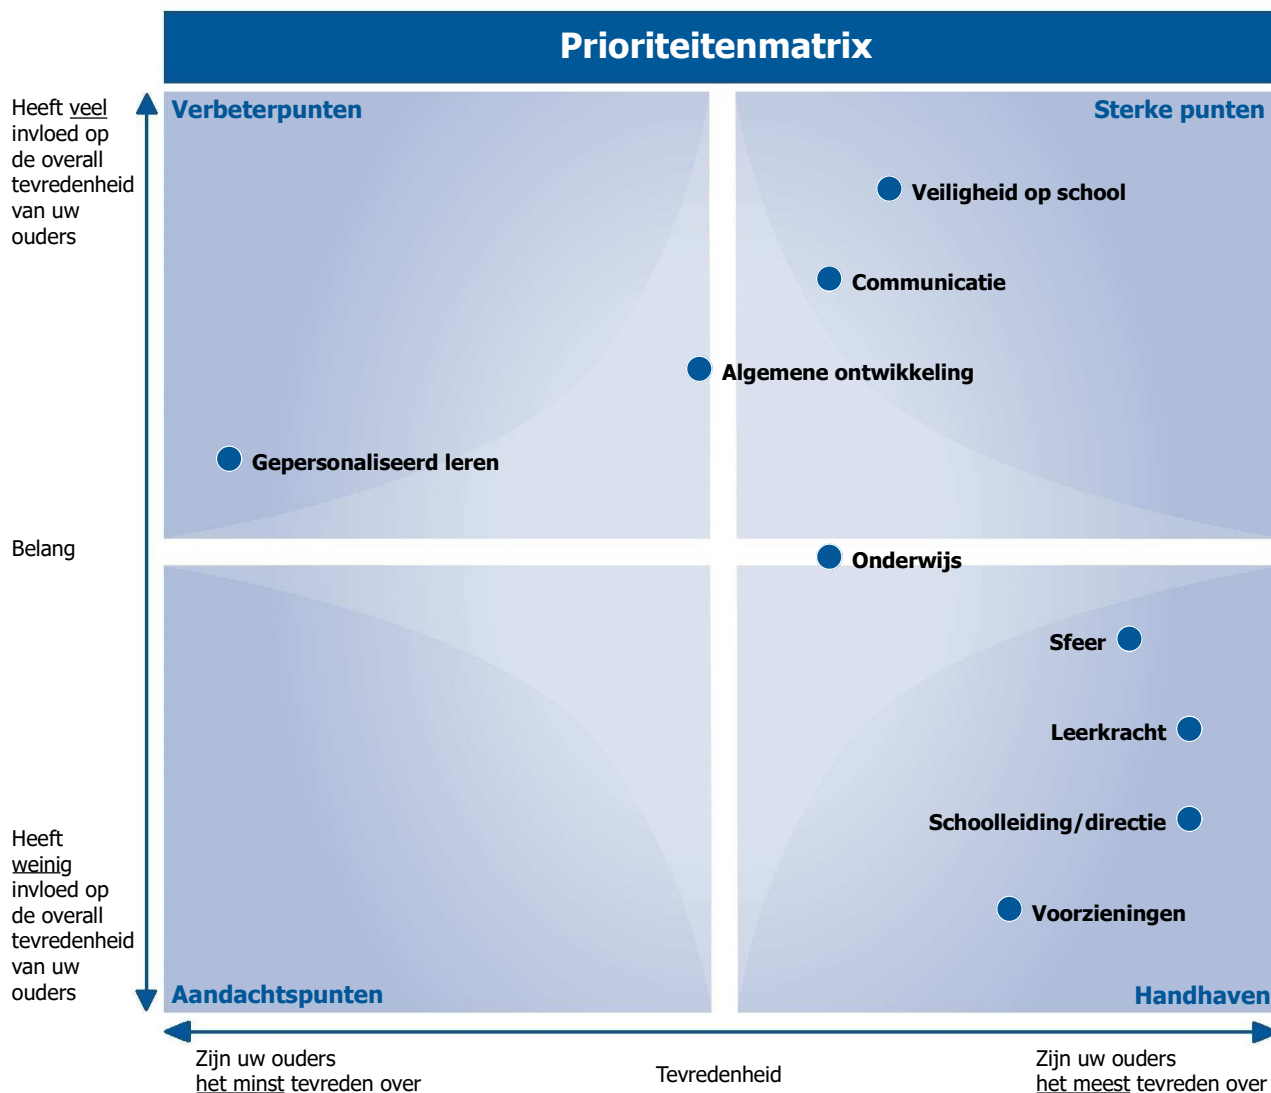 Prioriteitenmatrix
Heeft veel
invloed op
de overall
tevredenheid
van uw
ouders
Verbeterpunten
Sterke punten
Veiligheid op school
Communicatie
Algemene ontwikkeling
Gepersonaliseerd leren
Belang
Onderwijs
Sfeer
Leerkracht
Schoolleiding/directie
Voorzieningen
Heeft
weinig
invloed op
de overall
tevredenheid
van uw
ouders
Aandachtspunten
Handhaven
Zijn uw ouders
het minst tevreden over
Tevredenheid
Zijn uw ouders
het meest tevreden over